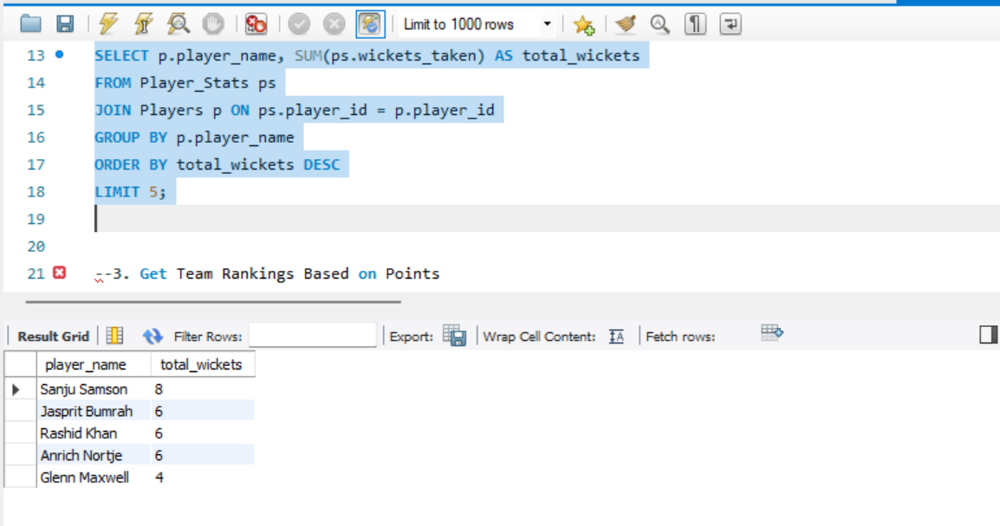 Limit to 1000 rows
13 SELECT p.player_name, SUM(ps.wickets_taken) AS total_wickets
14 FROM Player_Stats ps
15 JOIN Players p ON ps.player_id = p.player_id
16 GROUP BY p.player_name
17 ORDER BY total_wickets DESC
18 LIMIT 5;
19
20
21 --3. Get Team Rankings Based on Points
Result Grid Filter Rows: Export: Wrap Cell Content: Fetch rows:
player_name total_wickets
Sanju Samson 8
Jasprit Bumrah 6
Rashid Khan 6
Anrich Nortje 6
Glenn Maxwell 4